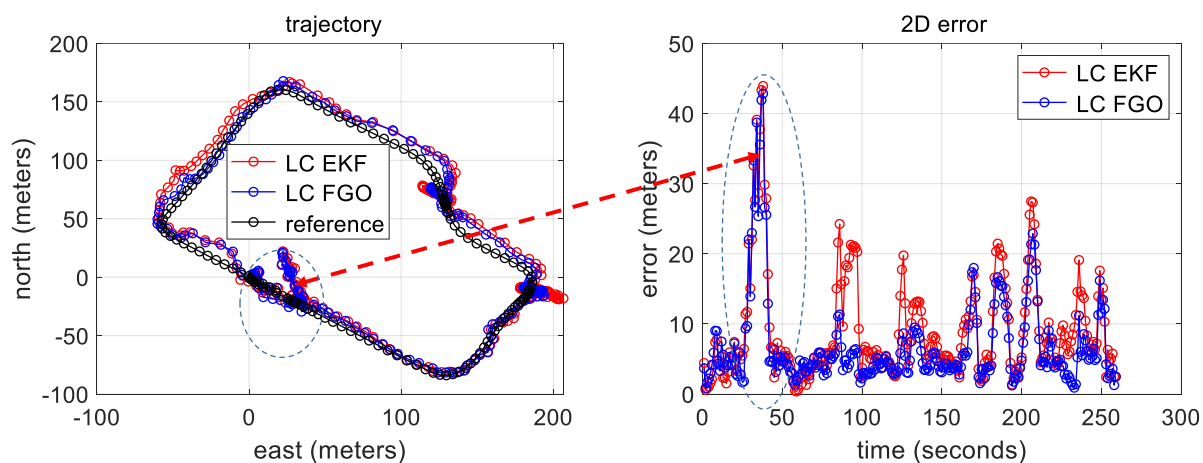 trajectory
200
150
100
50
0
-50
-100
-100
0
100
200
north (meters)
east (meters)
LC EKF
LC FGO
reference
2D error
50
40
30
20
10
0
0
50
100
150
200
250
300
error (meters)
time (seconds)
LC EKF
LC FGO